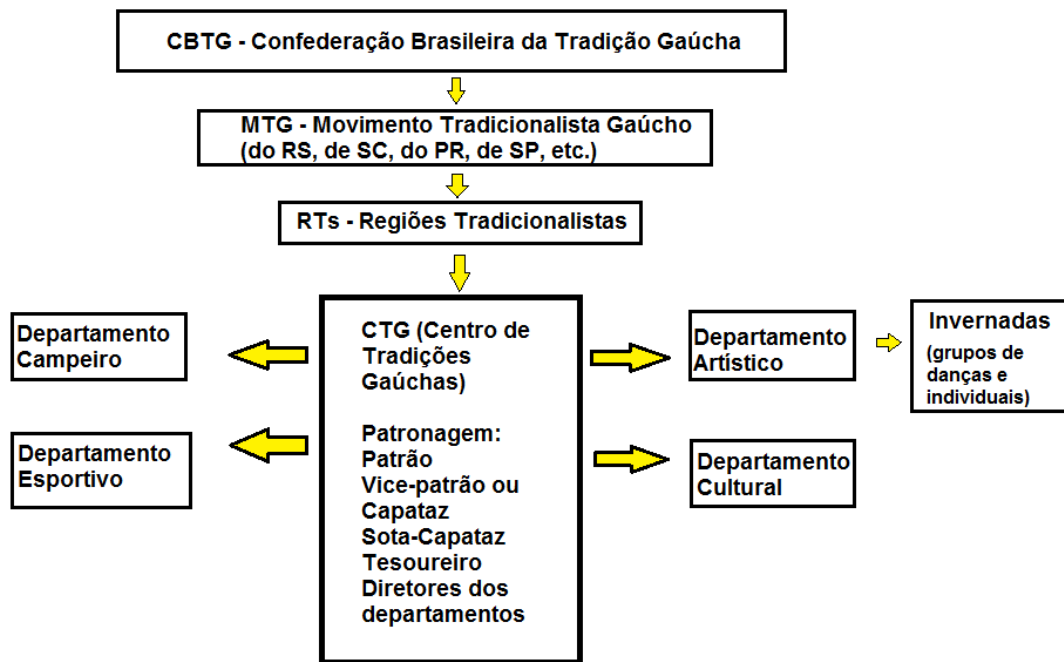 CBTG - Confederação Brasileira da Tradição Gaúcha
MTG - Movimento Tradicionalista Gaúcho
(do RS, de SC, do PR, de SP, etc.)
RTs - Regiões Tradicionalistas
CTG (Centro de
Tradições
Gaúchas)
Patronagem:
Patrão
Vice-patrão ou
Capataz
Sota-Capataz
Tesoureiro
Diretores dos
departamentos
Departamento
Campeiro
Departamento
Esportivo
Departamento
Artístico
Invernadas
(grupos de
danças e
individuais)
Departamento
Cultural